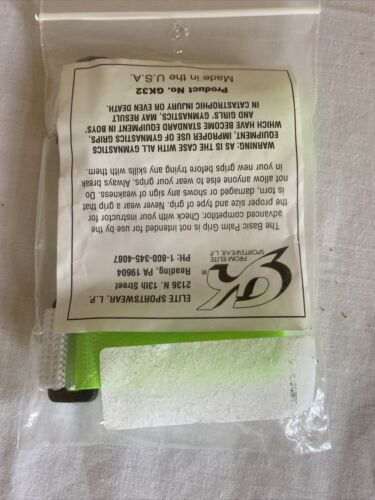 GK®
FROM ELITE
SPORTSWEAR, L.P.
ELITE SPORTSWEAR, L.P.
2136 N. 13th Street
Reading, PA 19604
PH: 1-800-345-4087
The Basic Palm Grip is not intended for use by the
advanced competitor. Check with your instructor for
the proper size and type of grip. Never wear a grip that
is torn, damaged or shows any sign of weakness. Do
not allow anyone else to wear your grips. Always break
in your new grips before trying any skills with them.
WARNING: AS IS THE CASE WITH ALL GYMNASTICS
EQUIPMENT, IMPROPER USE OF GYMNASTICS GRIPS,
WHICH HAVE BECOME STANDARD EQUIPMENT IN BOYS'
AND GIRLS' GYMNASTICS, MAY RESULT
IN CATASTROPHIC INJURY OR EVEN DEATH.
Product No. GK32
Made in the U.S.A.